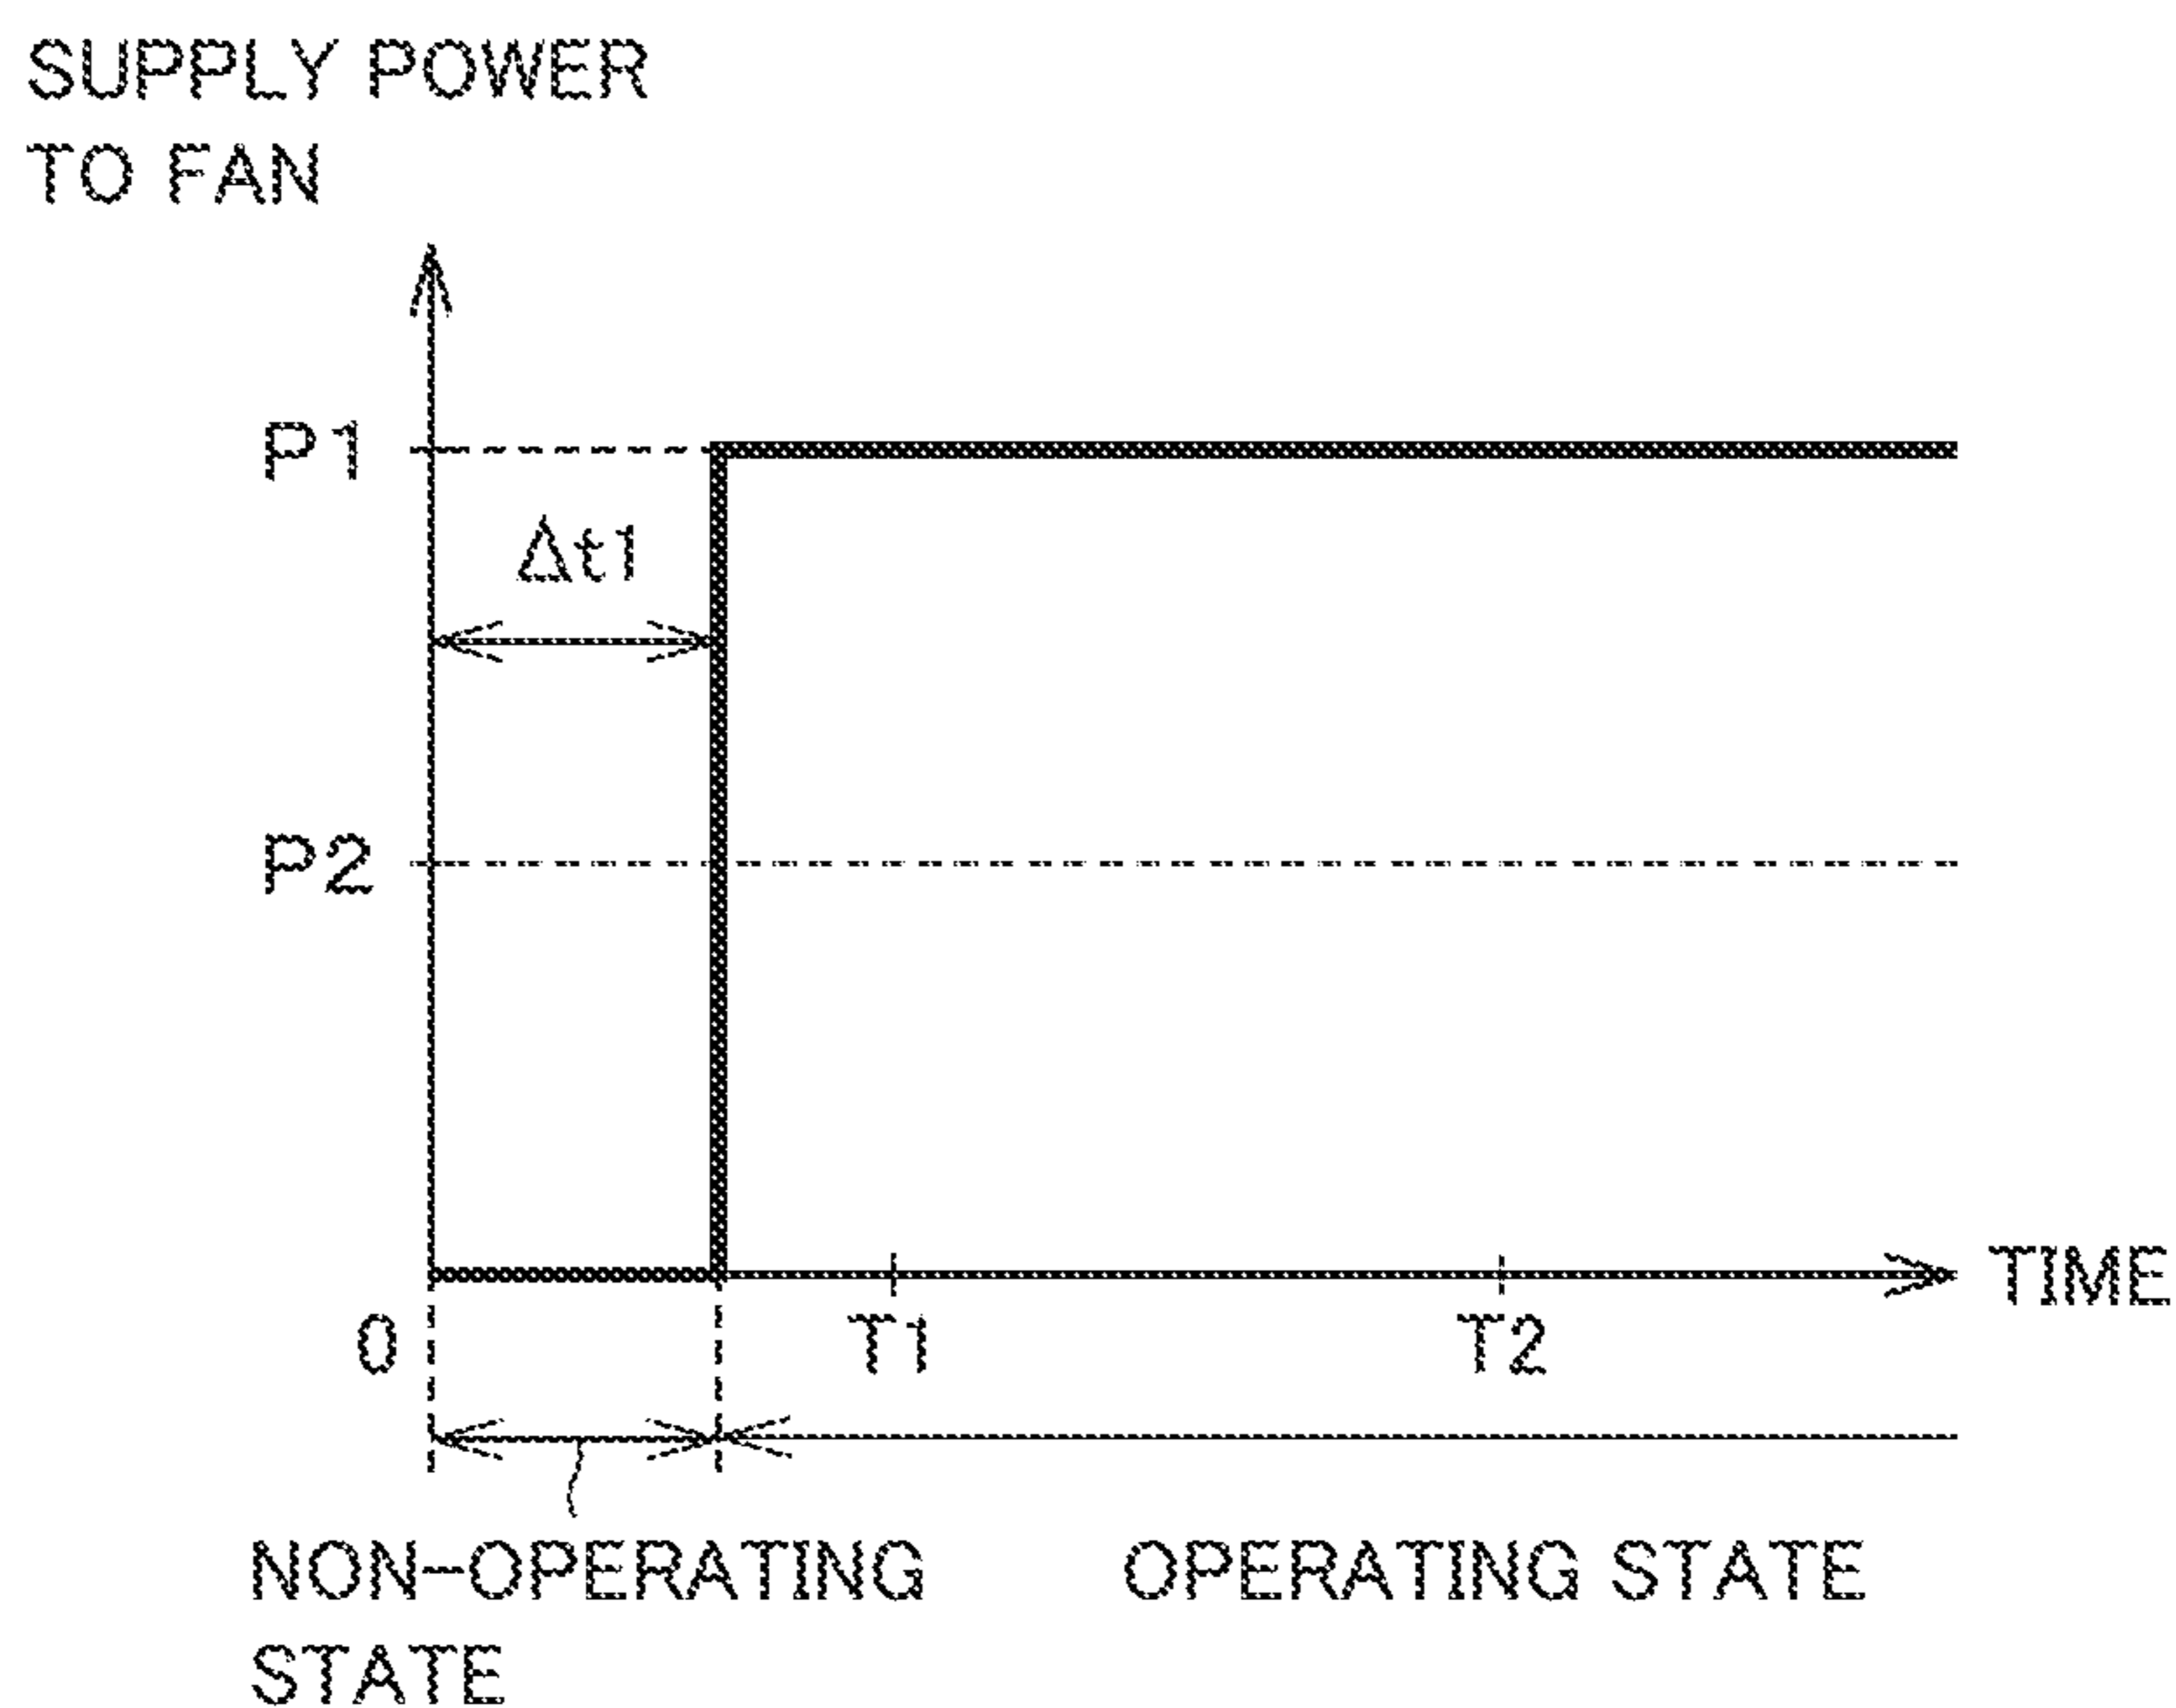 SUPPLY POWER
TO FAN
P1
Δt1
P2
TIME
0
T1
T2
NON-OPERATING
STATE
OPERATING STATE